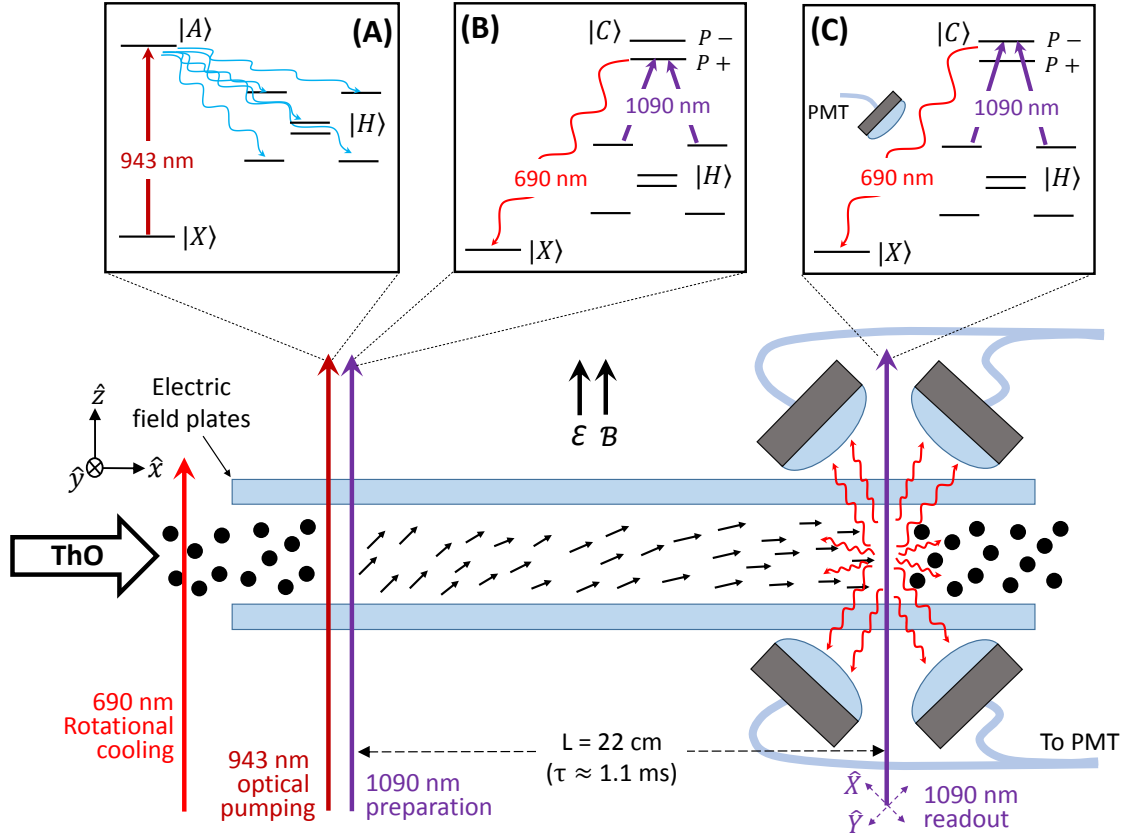 |A⟩
(A)
|H⟩
943 nm
|X⟩
(B)
|C⟩
P −
P +
1090 nm
690 nm
|H⟩
|X⟩
(C)
|C⟩
P −
P +
PMT
1090 nm
690 nm
|H⟩
|X⟩
Electric
field plates
ẑ
ŷ
x̂
ℰ ℬ
ThO
690 nm
Rotational
cooling
943 nm
optical
pumping
1090 nm
preparation
L = 22 cm
(τ ≈ 1.1 ms)
To PMT
X̂
Ŷ
1090 nm
readout